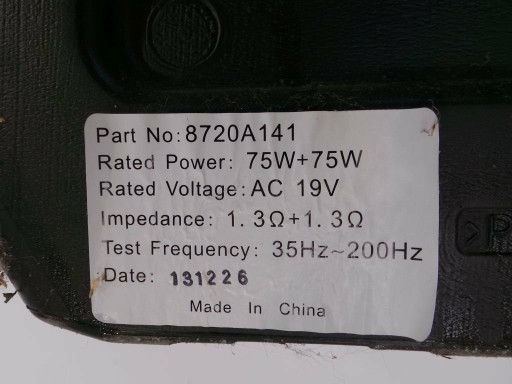 Part No: 8720A141
Rated Power: 75W+75W
Rated Voltage: AC 19V
Impedance: 1.3Ω+1.3Ω
Test Frequency: 35Hz~200Hz
Date: 131226
Made In China